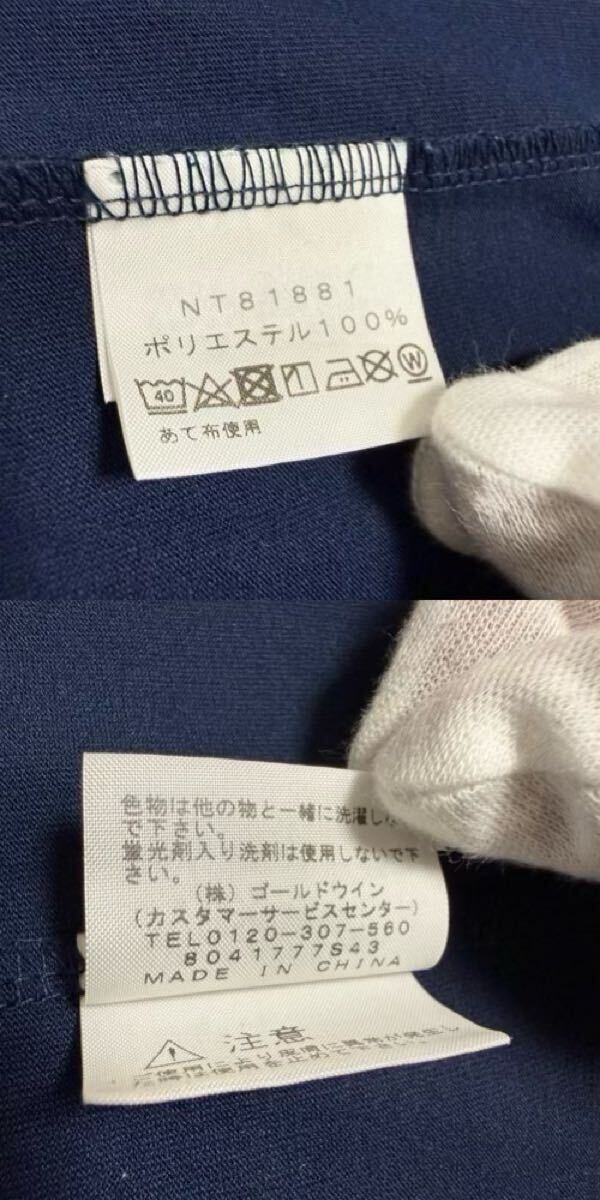 NT81881
ポリエステル100%
40
W
あて布使用
色物は他の物と一緒に洗濯しな
で下さい。
蛍光剤入り洗剤は使用しないで下
さい。
(株)ゴールドウイン
(カスタマーサービスセンター)
TEL0120-307-560
8041777S43
MADE IN CHINA
注意